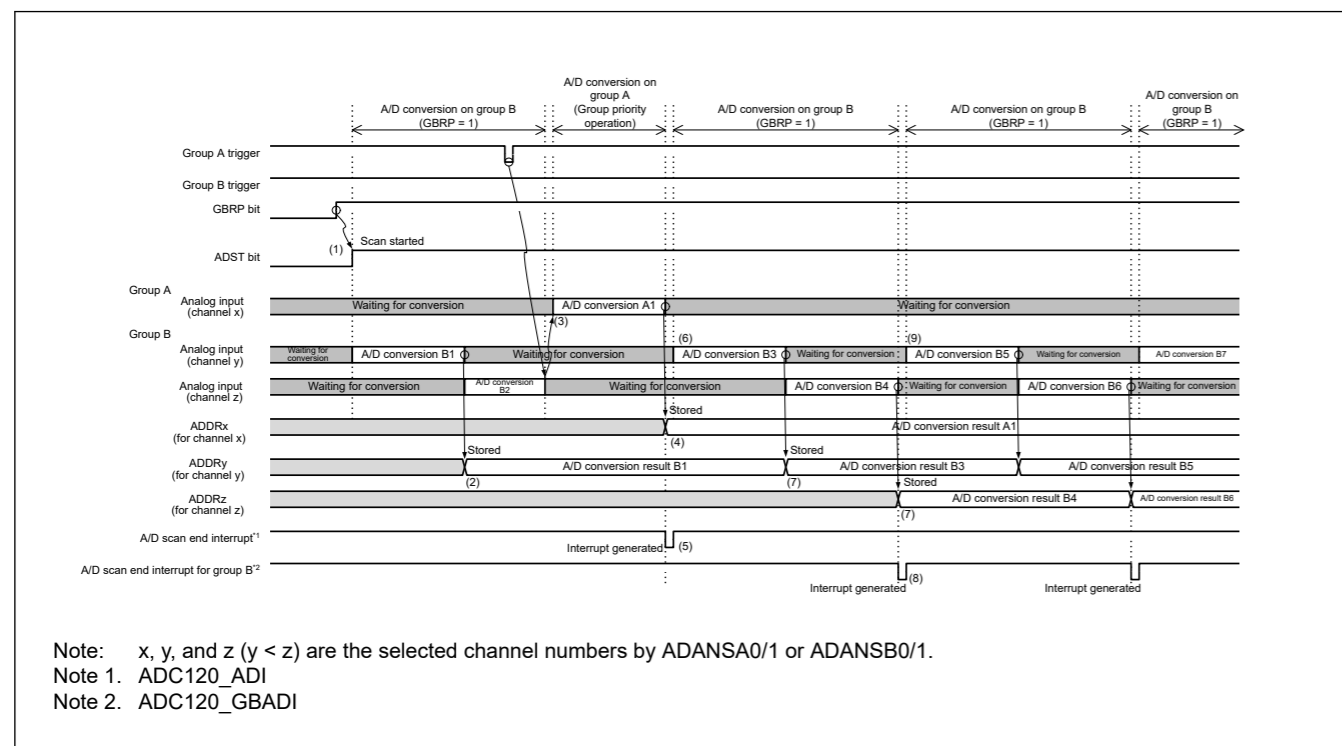 A/D conversion on group B
(GBRP = 1)
A/D conversion on
group A
(Group priority
operation)
A/D conversion on group B
(GBRP = 1)
A/D conversion on group B
(GBRP = 1)
A/D conversion on
group B
(GBRP = 1)
Group A trigger
Group B trigger
GBRP bit
(1) Scan started
ADST bit
Group A
Analog input
(channel x)
Waiting for conversion
A/D conversion A1
Waiting for conversion
(3)
Group B
(6)
(9)
Analog input
(channel y)
Waiting for
conversion
A/D conversion B1
Waiting for conversion
A/D conversion B3
Waiting for conversion
A/D conversion B5
Waiting for conversion
A/D conversion B7
Analog input
(channel z)
Waiting for conversion
A/D conversion
B2
Waiting for conversion
A/D conversion B4
Waiting for conversion
A/D conversion B6
Waiting for conversion
Stored
ADDRx
(for channel x)
A/D conversion result A1
(4)
Stored
Stored
ADDRy
(for channel y)
A/D conversion result B1
A/D conversion result B3
A/D conversion result B5
(2)
(7)
Stored
ADDRz
(for channel z)
A/D conversion result B4
A/D conversion result B6
(7)
A/D scan end interrupt*1
Interrupt generated
(5)
A/D scan end interrupt for group B*2
(8)
Interrupt generated
Interrupt generated
Note: x, y, and z (y < z) are the selected channel numbers by ADANSA0/1 or ADANSB0/1.
Note 1. ADC120_ADI
Note 2. ADC120_GBADI